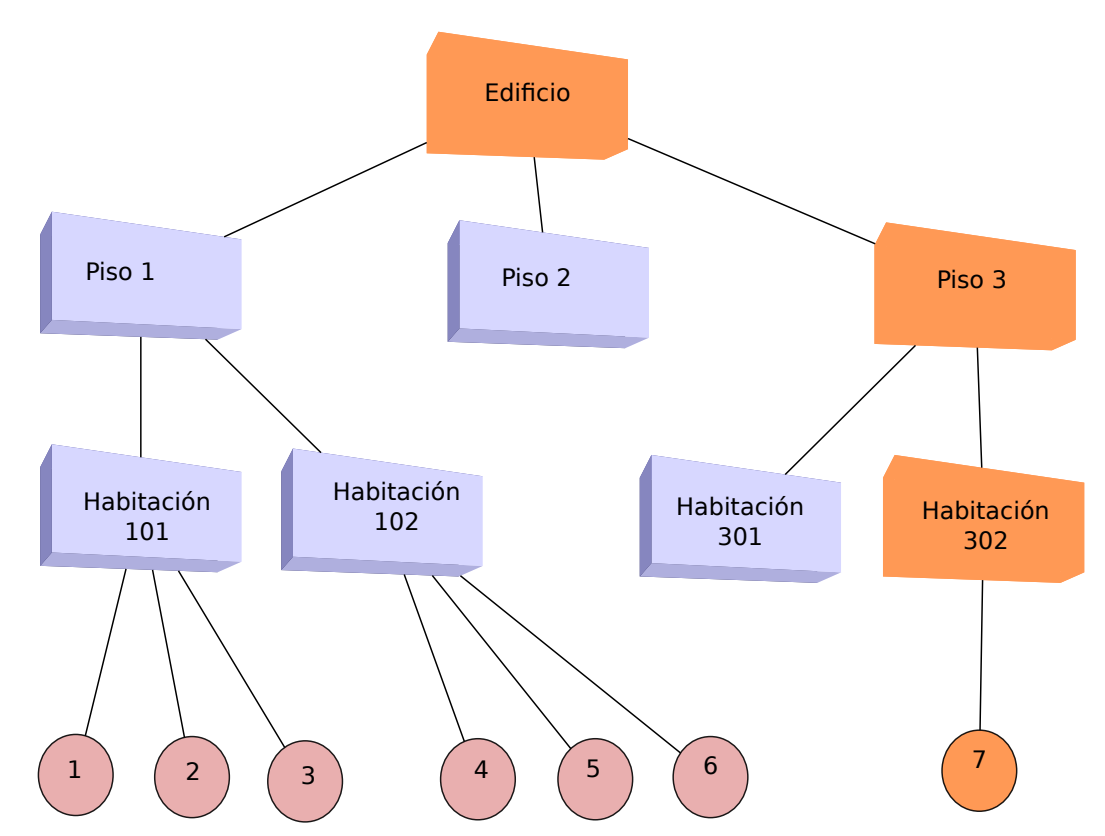 Edificio
Piso 1
Piso 2
Piso 3
Habitación
101
Habitación
102
Habitación
301
Habitación
302
1
2
3
4
5
6
7